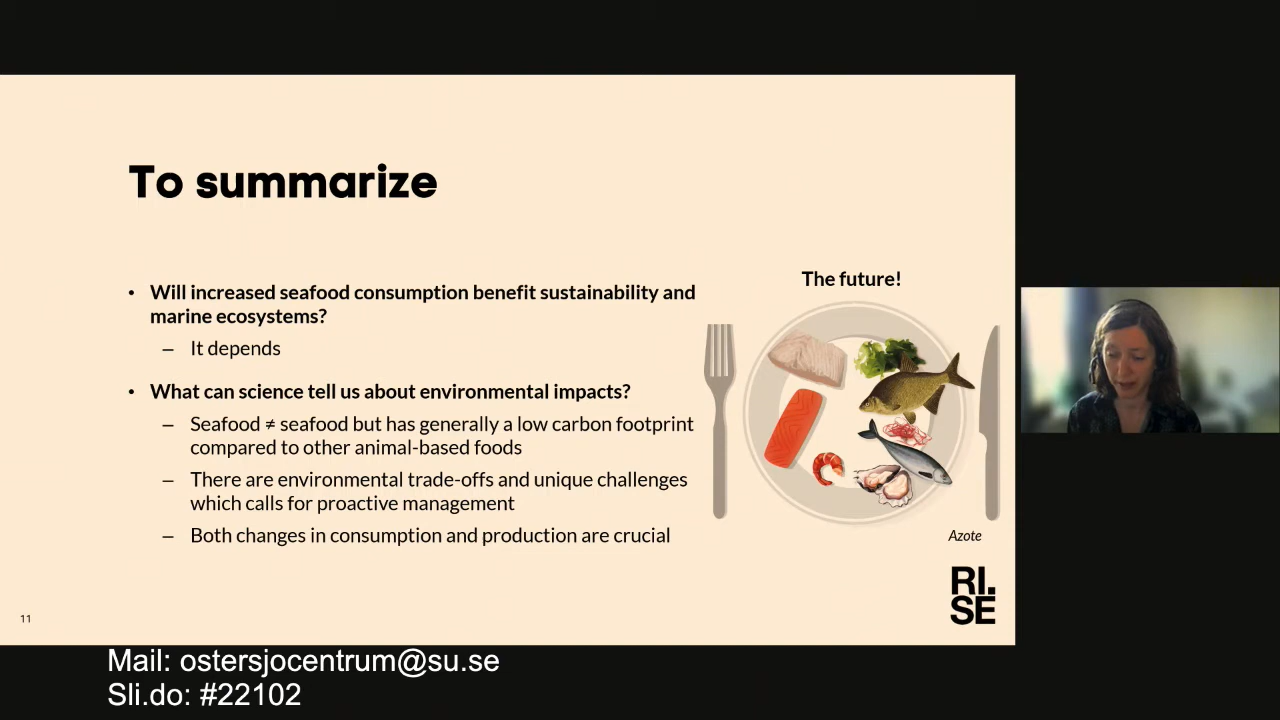 To summarize
• Will increased seafood consumption benefit sustainability and
marine ecosystems?
– It depends
• What can science tell us about environmental impacts?
– Seafood ≠ seafood but has generally a low carbon footprint
compared to other animal-based foods
– There are environmental trade-offs and unique challenges
which calls for proactive management
– Both changes in consumption and production are crucial
The future!
Azote
RI.
SE
11
Mail: ostersjocentrum@su.se
Sli.do: #22102